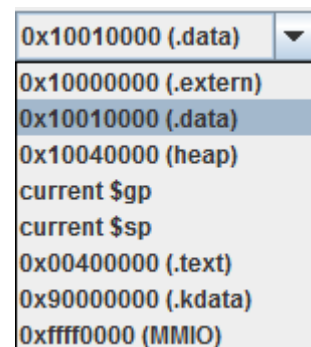 0x10010000 (.data)
0x10000000 (.extern)
0x10010000 (.data)
0x10040000 (heap)
current $gp
current $sp
0x00400000 (.text)
0x90000000 (.kdata)
0xffff0000 (MMIO)